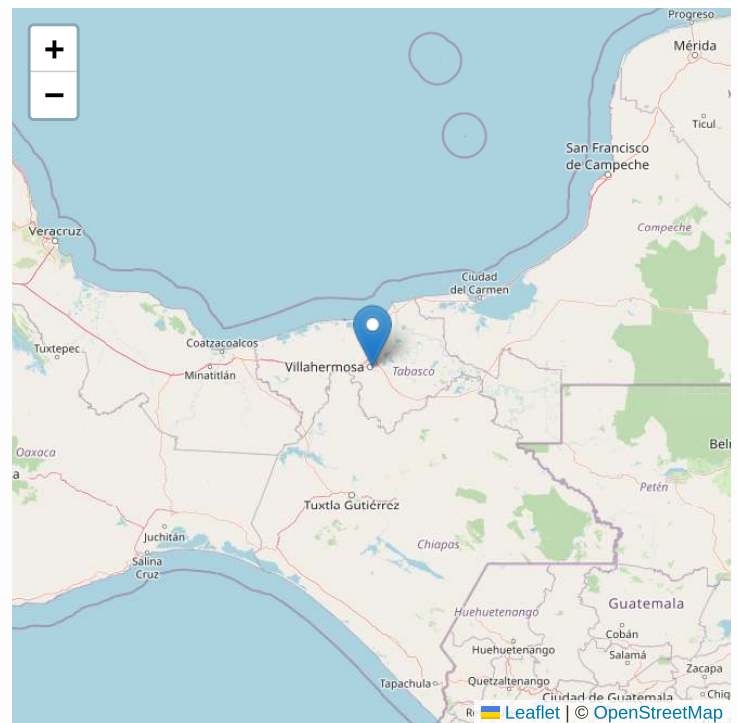 +
−
Progreso
Mérida
Ticul
San Francisco
de Campeche
Campeche
Veracruz
Ciudad
del Carmen
Coatzacoalcos
Tuxtepec
Villahermosa
Tabasco
Minatitlán
Oaxaca
Petén
Tuxtla Gutiérrez
Juchitán
Chiapas
Salina
Cruz
Guatemala
Huehuetenango
Cobán
Huehuetenango
Salamá
Zacapa
Tapachula
Quetzaltenango
Ciudad de Guatemala
Leaflet | © OpenStreetMap